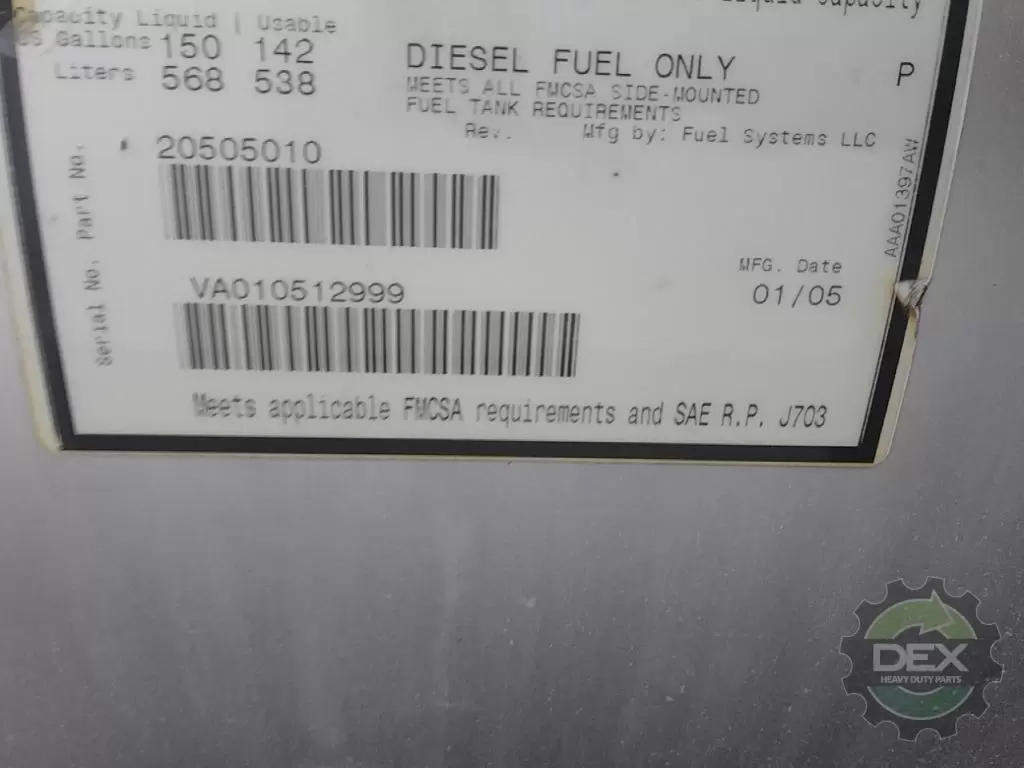 Liquid Capacity
Capacity Liquid | Usable
US Gallons 150 142
Liters 568 538
DIESEL FUEL ONLY
P
MEETS ALL FMCSA SIDE-MOUNTED
FUEL TANK REQUIREMENTS
Rev. Mfg by: Fuel Systems LLC
Part No. 20505010
AAA01397AW
MFG. Date
01/05
Serial No. VA010512999
Meets applicable FMCSA requirements and SAE R.P. J703
DEX
HEAVY DUTY PARTS